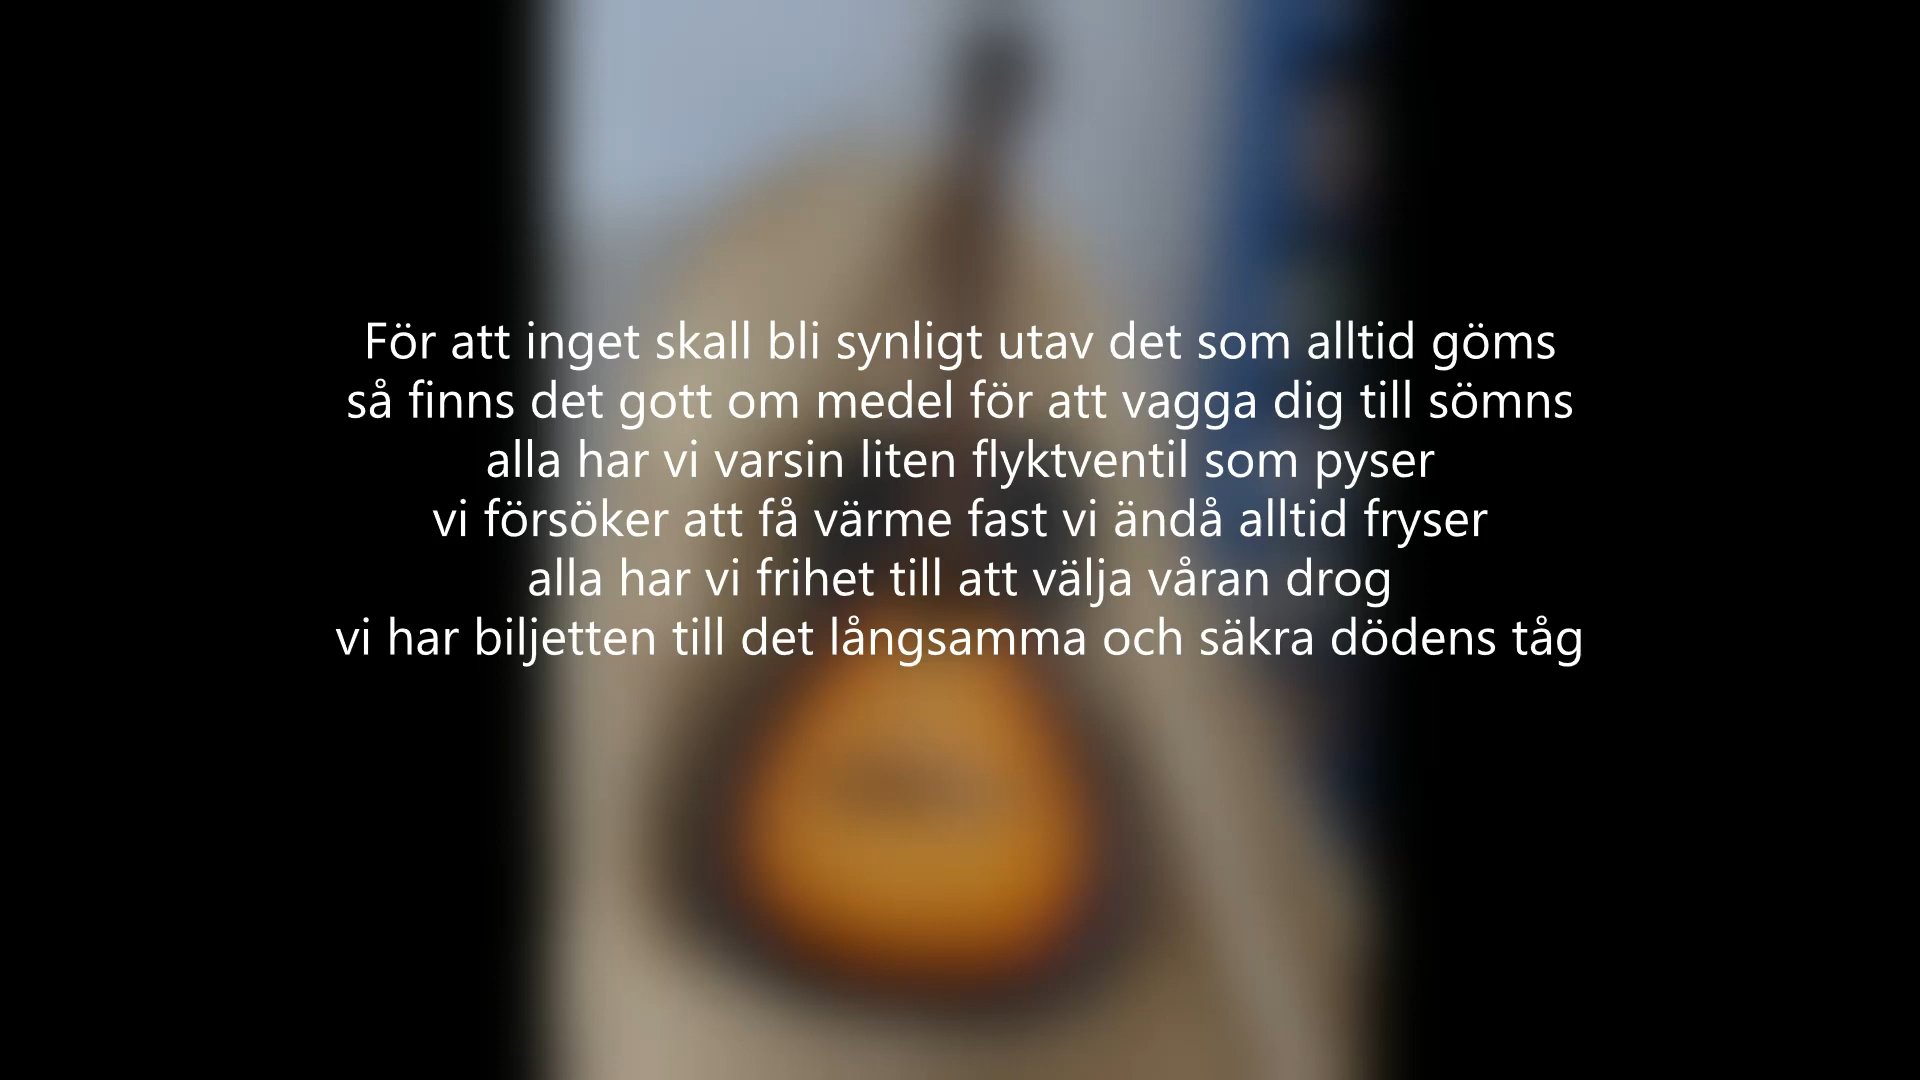 För att inget skall bli synligt utav det som alltid göms
så finns det gott om medel för att vagga dig till sömns
alla har vi varsin liten flyktventil som pyser
vi försöker att få värme fast vi ändå alltid fryser
alla har vi frihet till att välja våran drog
vi har biljetten till det långsamma och säkra dödens tåg